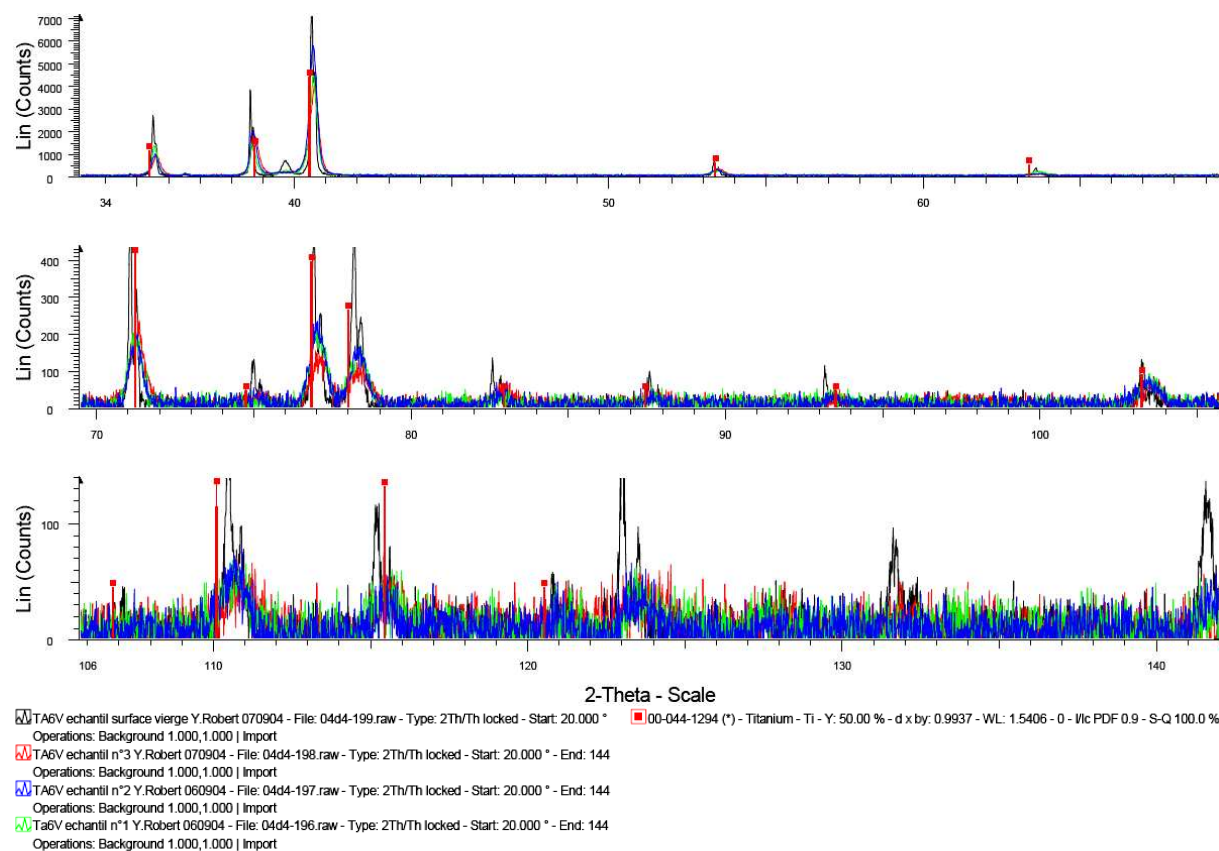 7000
6000
5000
4000
3000
2000
1000
0
Lin (Counts)
34 40 50 60
400
300
200
100
0
Lin (Counts)
70 80 90 100
100
0
Lin (Counts)
106 110 120 130 140
2-Theta - Scale
TA6V echantil surface vierge Y.Robert 070904 - File: 04d4-199.raw - Type: 2Th/Th locked - Start: 20.000 ° 00-044-1294 (*) - Titanium - Ti - Y: 50.00 % - d x by: 0.9937 - WL: 1.5406 - 0 - I/Ic PDF 0.9 - S-Q 100.0 %
Operations: Background 1.000,1.000 | Import
TA6V echantil n°3 Y.Robert 070904 - File: 04d4-198.raw - Type: 2Th/Th locked - Start: 20.000 ° - End: 144
Operations: Background 1.000,1.000 | Import
TA6V echantil n°2 Y.Robert 060904 - File: 04d4-197.raw - Type: 2Th/Th locked - Start: 20.000 ° - End: 144
Operations: Background 1.000,1.000 | Import
Ta6V echantil n°1 Y.Robert 060904 - File: 04d4-196.raw - Type: 2Th/Th locked - Start: 20.000 ° - End: 144
Operations: Background 1.000,1.000 | Import